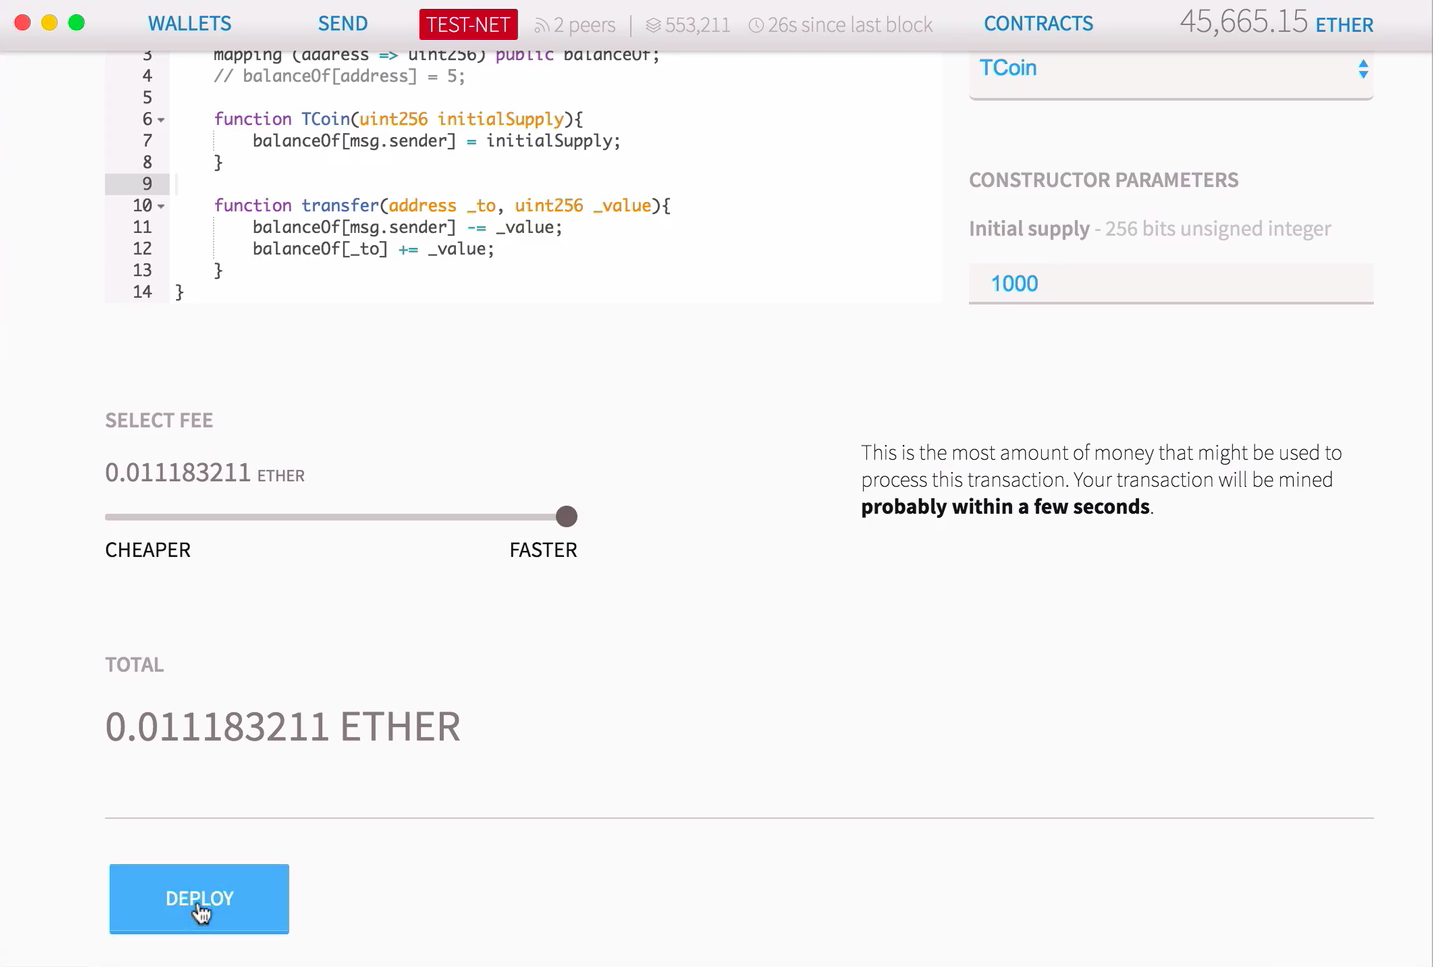 WALLETS SEND TEST-NET 2 peers | 553,211 26s since last block CONTRACTS 45,665.15 ETHER
3 mapping (address => uint256) public balanceOf;
4 // balanceOf[address] = 5;
5
6 function TCoin(uint256 initialSupply){
7 balanceOf[msg.sender] = initialSupply;
8 }
9
10 function transfer(address _to, uint256 _value){
11 balanceOf[msg.sender] -= _value;
12 balanceOf[_to] += _value;
13 }
14 }
TCoin
CONSTRUCTOR PARAMETERS
Initial supply - 256 bits unsigned integer
1000
SELECT FEE
0.011183211 ETHER
CHEAPER FASTER
This is the most amount of money that might be used to
process this transaction. Your transaction will be mined
probably within a few seconds.
TOTAL
0.011183211 ETHER
DEPLOY